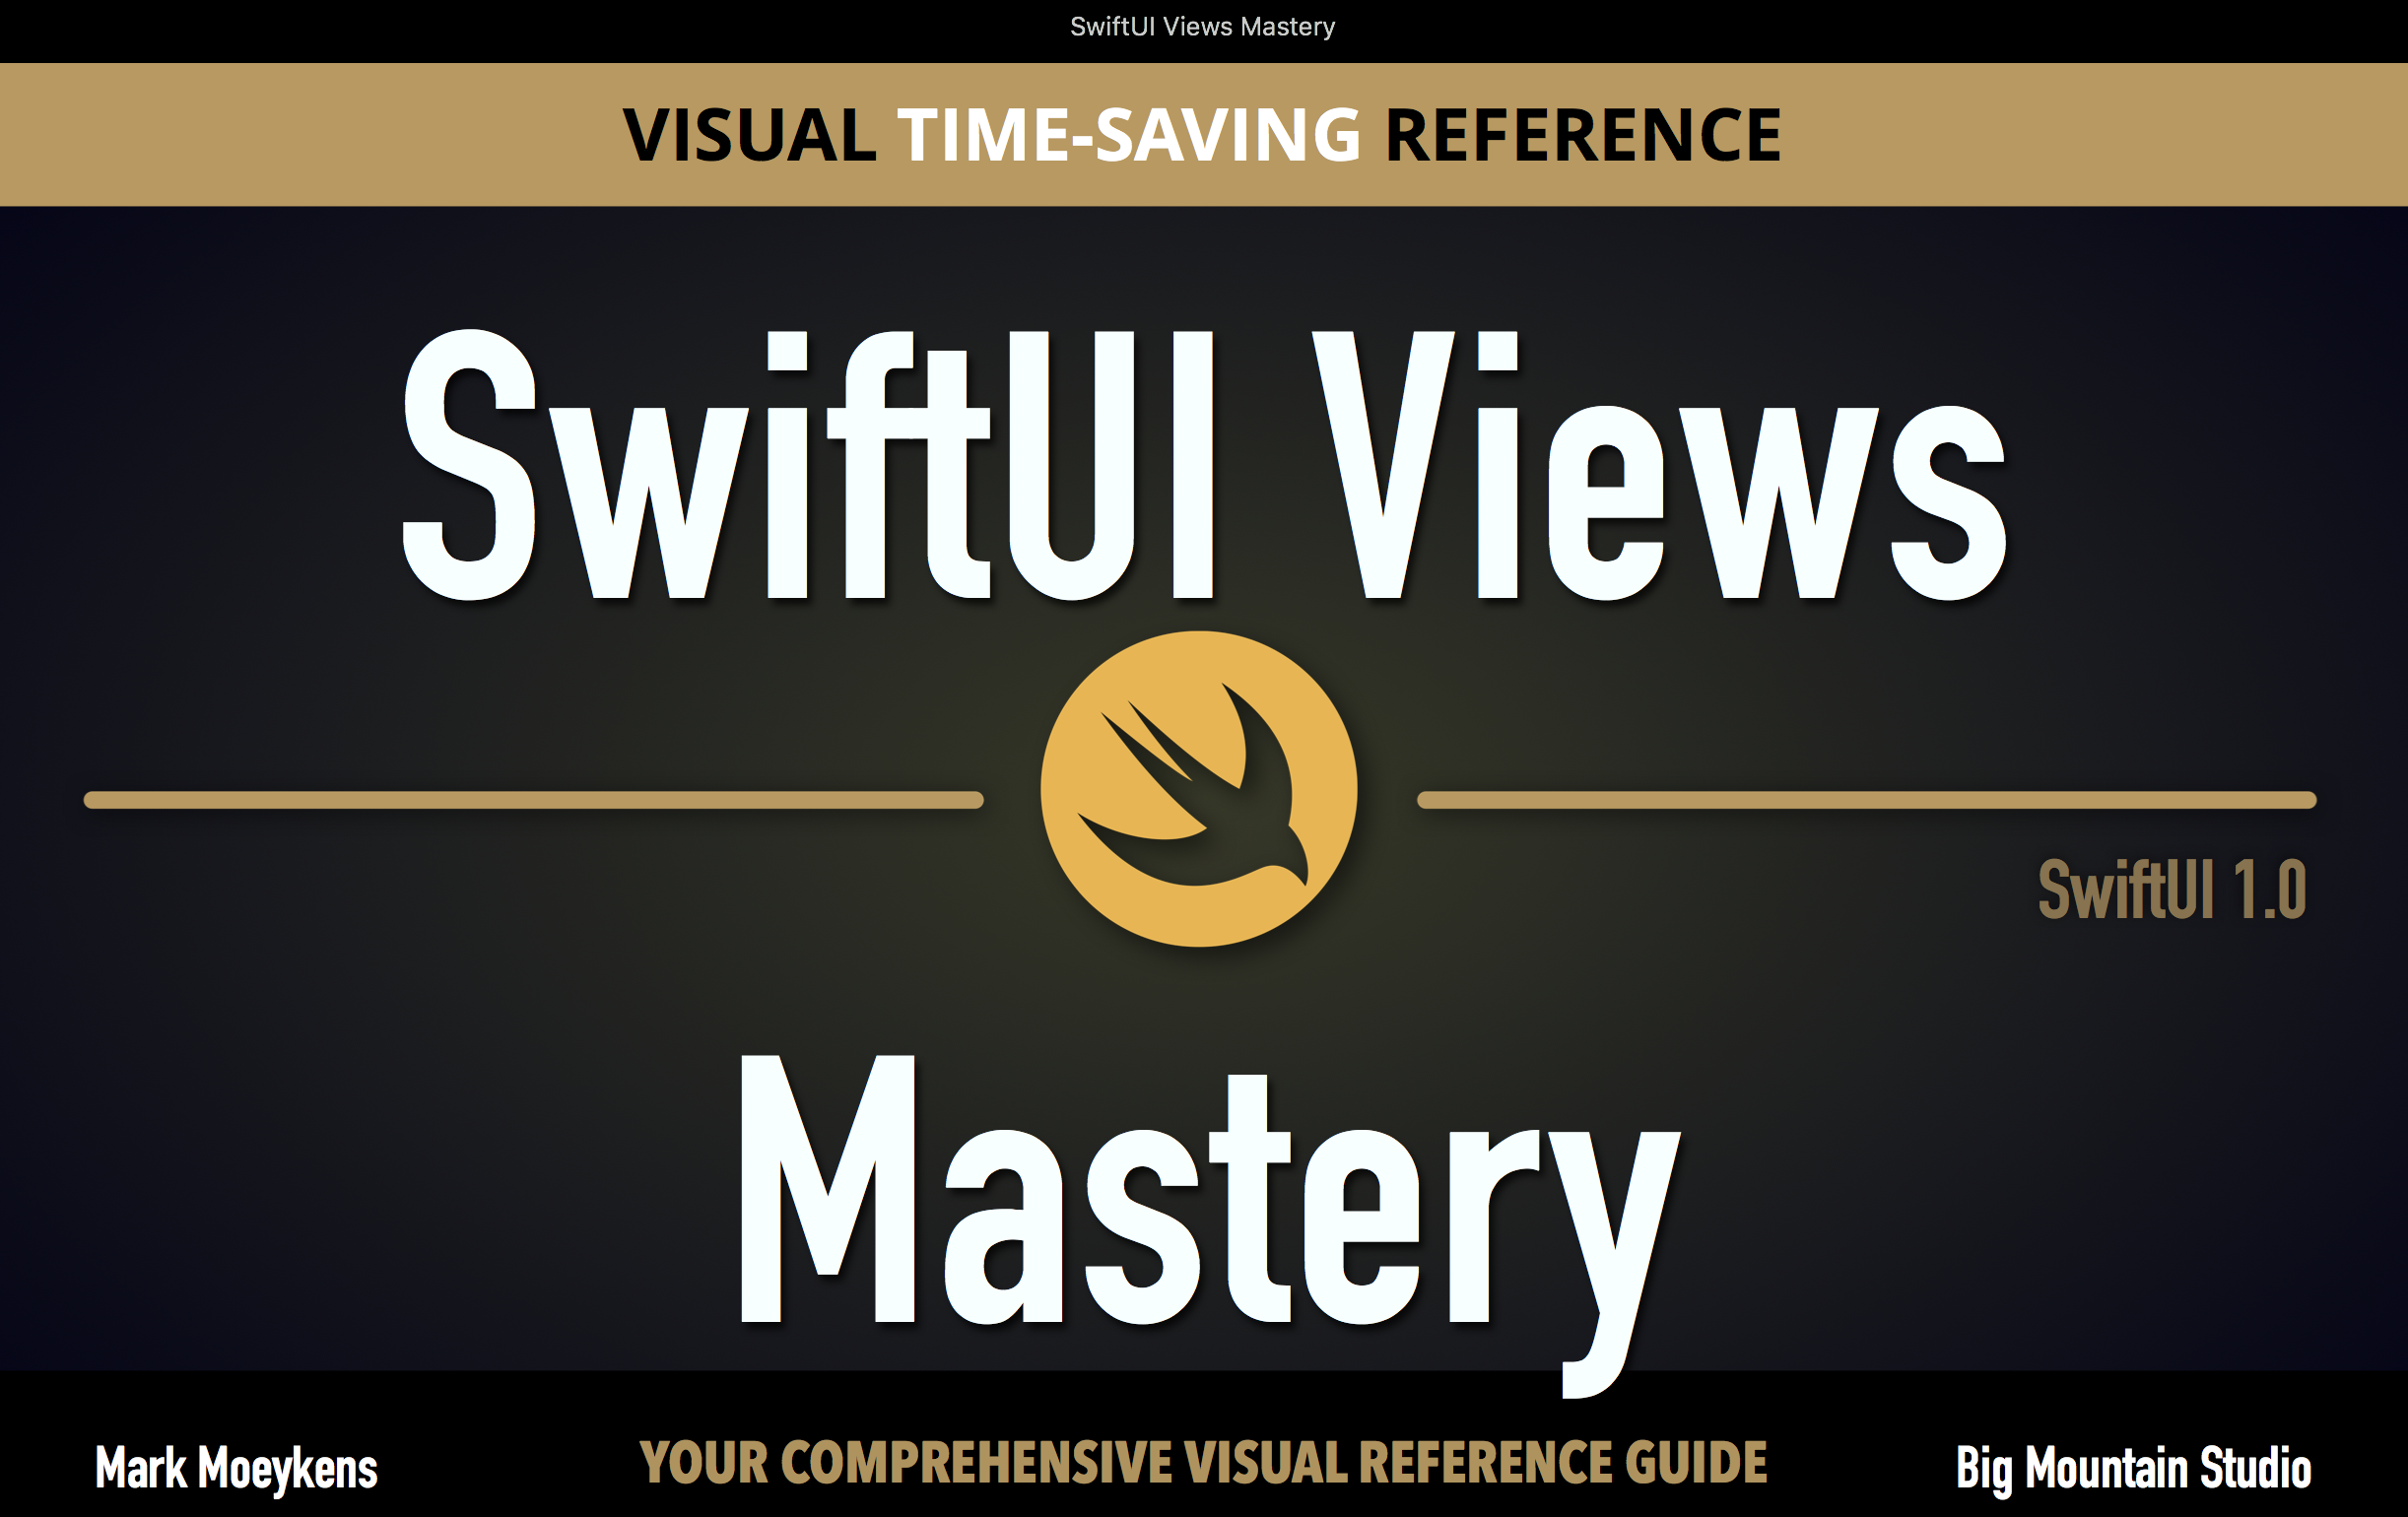 SwiftUI Views Mastery
VISUAL TIME-SAVING REFERENCE
SwiftUI Views
SwiftUI 1.0
Mastery
Mark Moeykens
YOUR COMPREHENSIVE VISUAL REFERENCE GUIDE
Big Mountain Studio